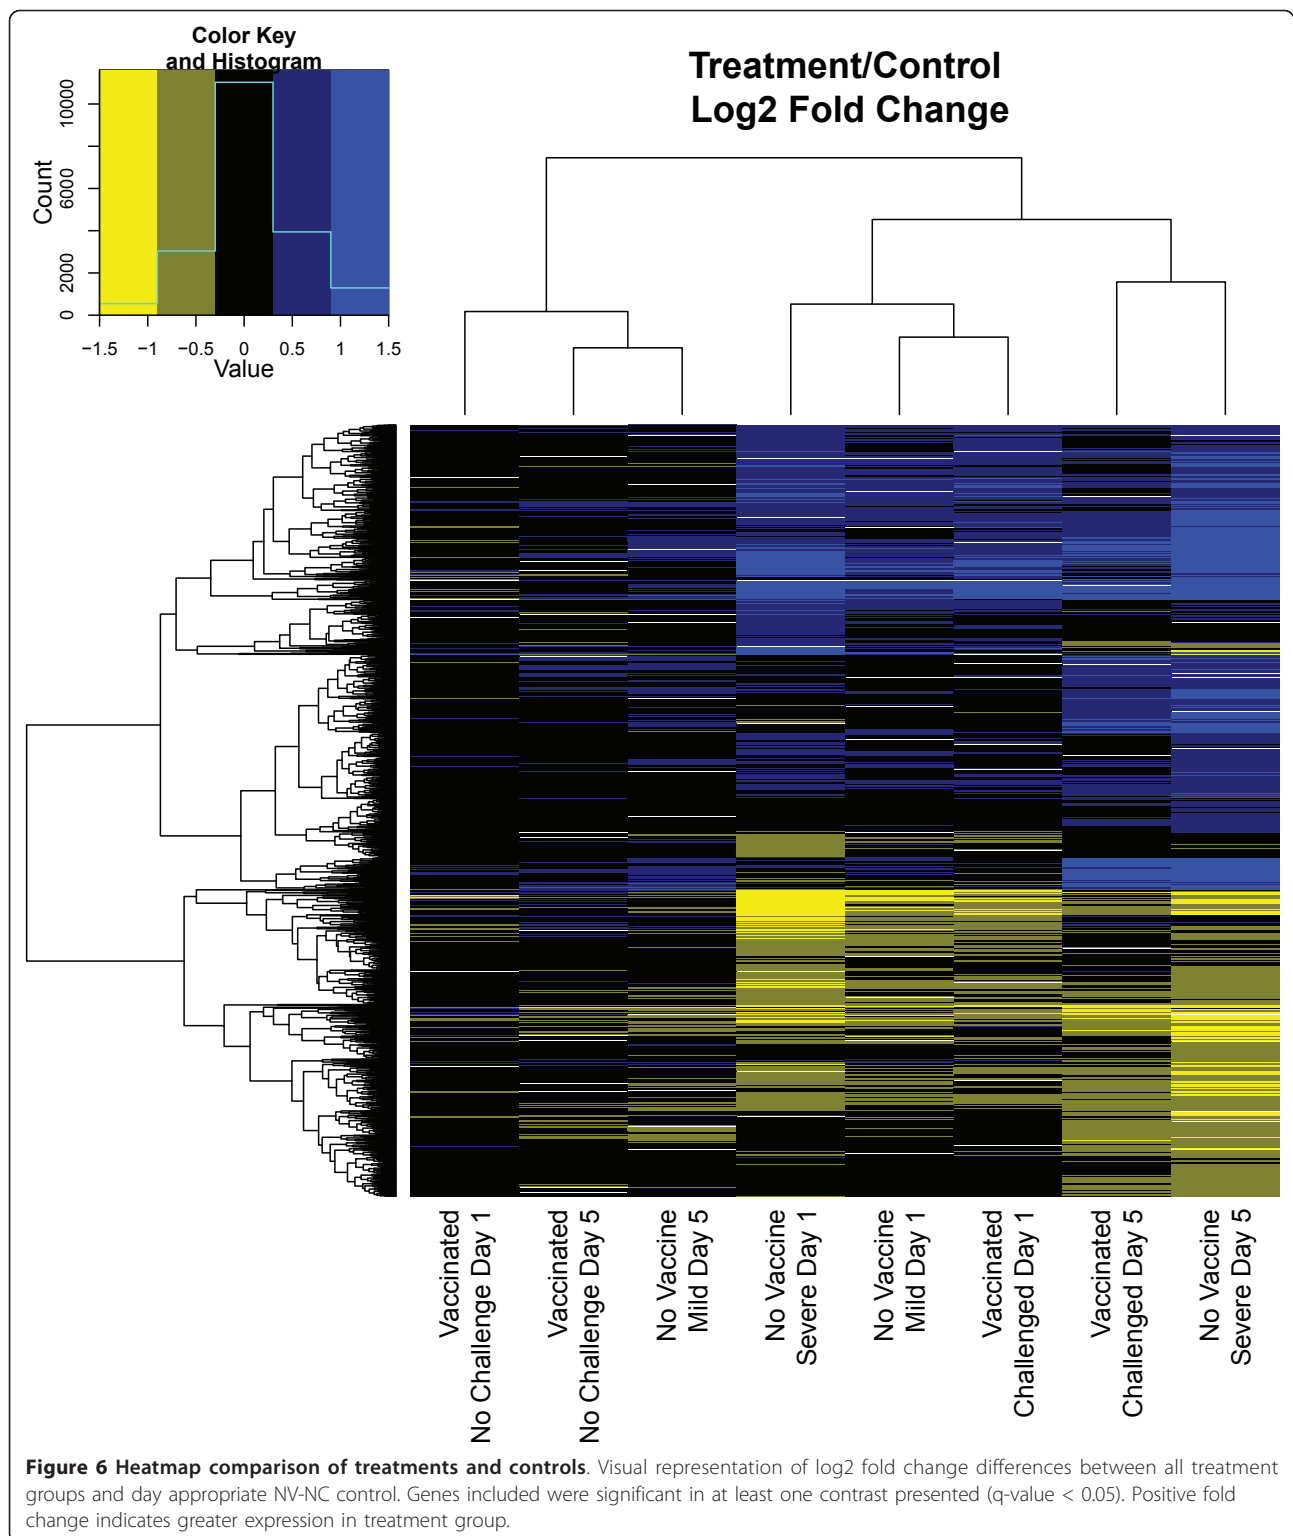 Color Key
and Histogram
Treatment/Control
Log2 Fold Change
Count
10000
6000
2000
0
−1.5 −1 −0.5 0 0.5 1 1.5
Value
Vaccinated
No Challenge Day 1
Vaccinated
No Challenge Day 5
No Vaccine
Mild Day 5
No Vaccine
Severe Day 1
No Vaccine
Mild Day 1
Vaccinated
Challenged Day 1
Vaccinated
Challenged Day 5
No Vaccine
Severe Day 5
Figure 6 Heatmap comparison of treatments and controls. Visual representation of log2 fold change differences between all treatment
groups and day appropriate NV-NC control. Genes included were significant in at least one contrast presented (q-value < 0.05). Positive fold
change indicates greater expression in treatment group.